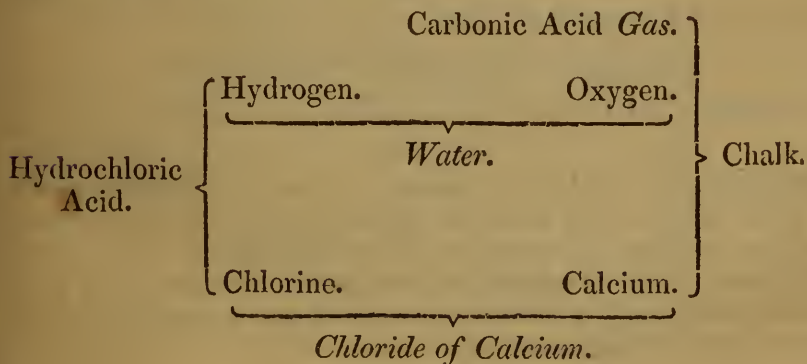 Carbonic Acid Gas.
Hydrogen. Oxygen.
Water.
Hydrochloric
Acid.
Chalk.
Chlorine. Calcium.
Chloride of Calcium.